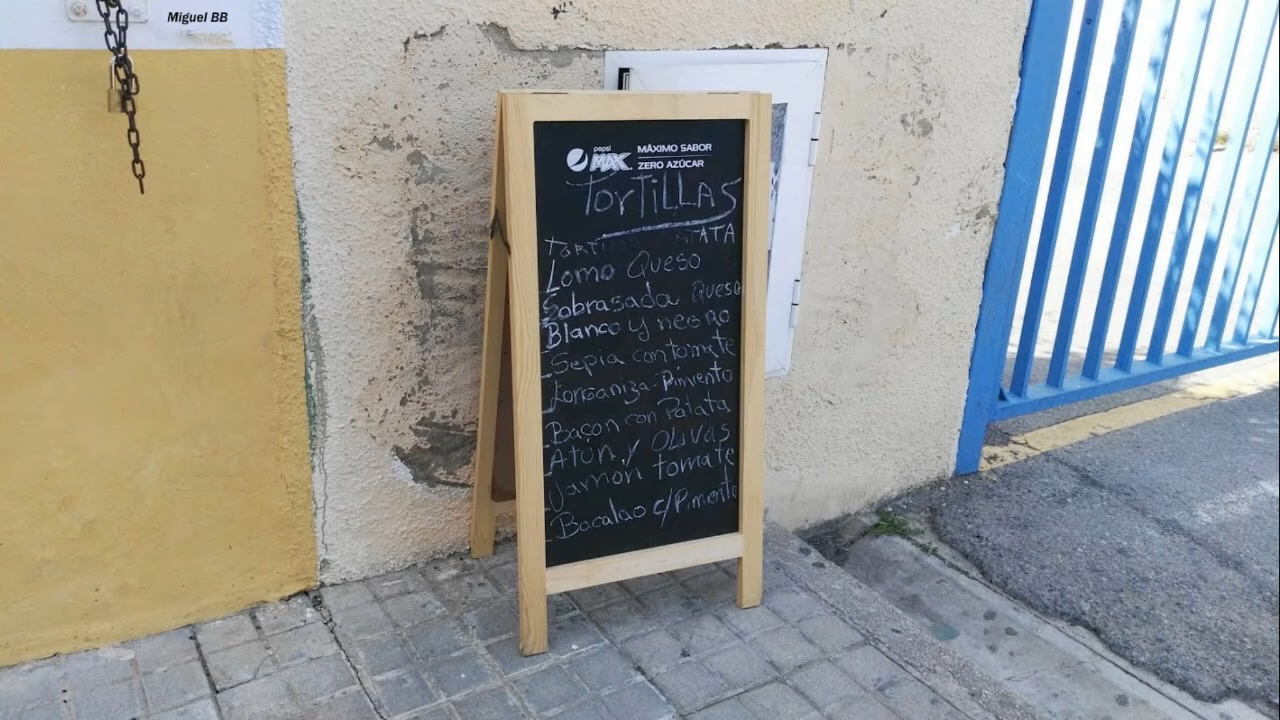 Miguel BB
pepsi
MAX
MÁXIMO SABOR
ZERO AZÚCAR
TORTILLAS
Lomo Queso
Sobrasada Queso
Blanco y negro
Sepia con tomate
Longaniza-Pimiento
Bacon con Patata
Atún y Olivas
Jamon tomate
Bacalao c/Pimento